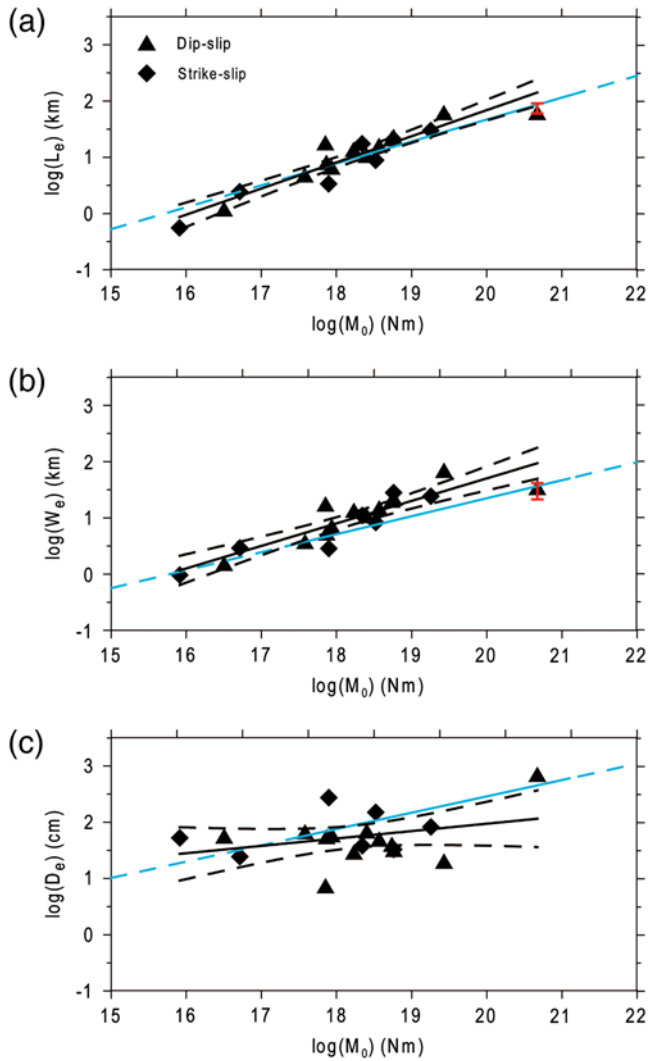 (a)
3
2
1
0
-1
log(Lₑ) (km)
Dip-slip
Strike-slip
15 16 17 18 19 20 21 22
log(M₀) (Nm)
(b)
3
2
1
0
-1
log(Wₑ) (km)
15 16 17 18 19 20 21 22
log(M₀) (Nm)
(c)
3
2
1
0
-1
log(Dₑ) (cm)
15 16 17 18 19 20 21 22
log(M₀) (Nm)